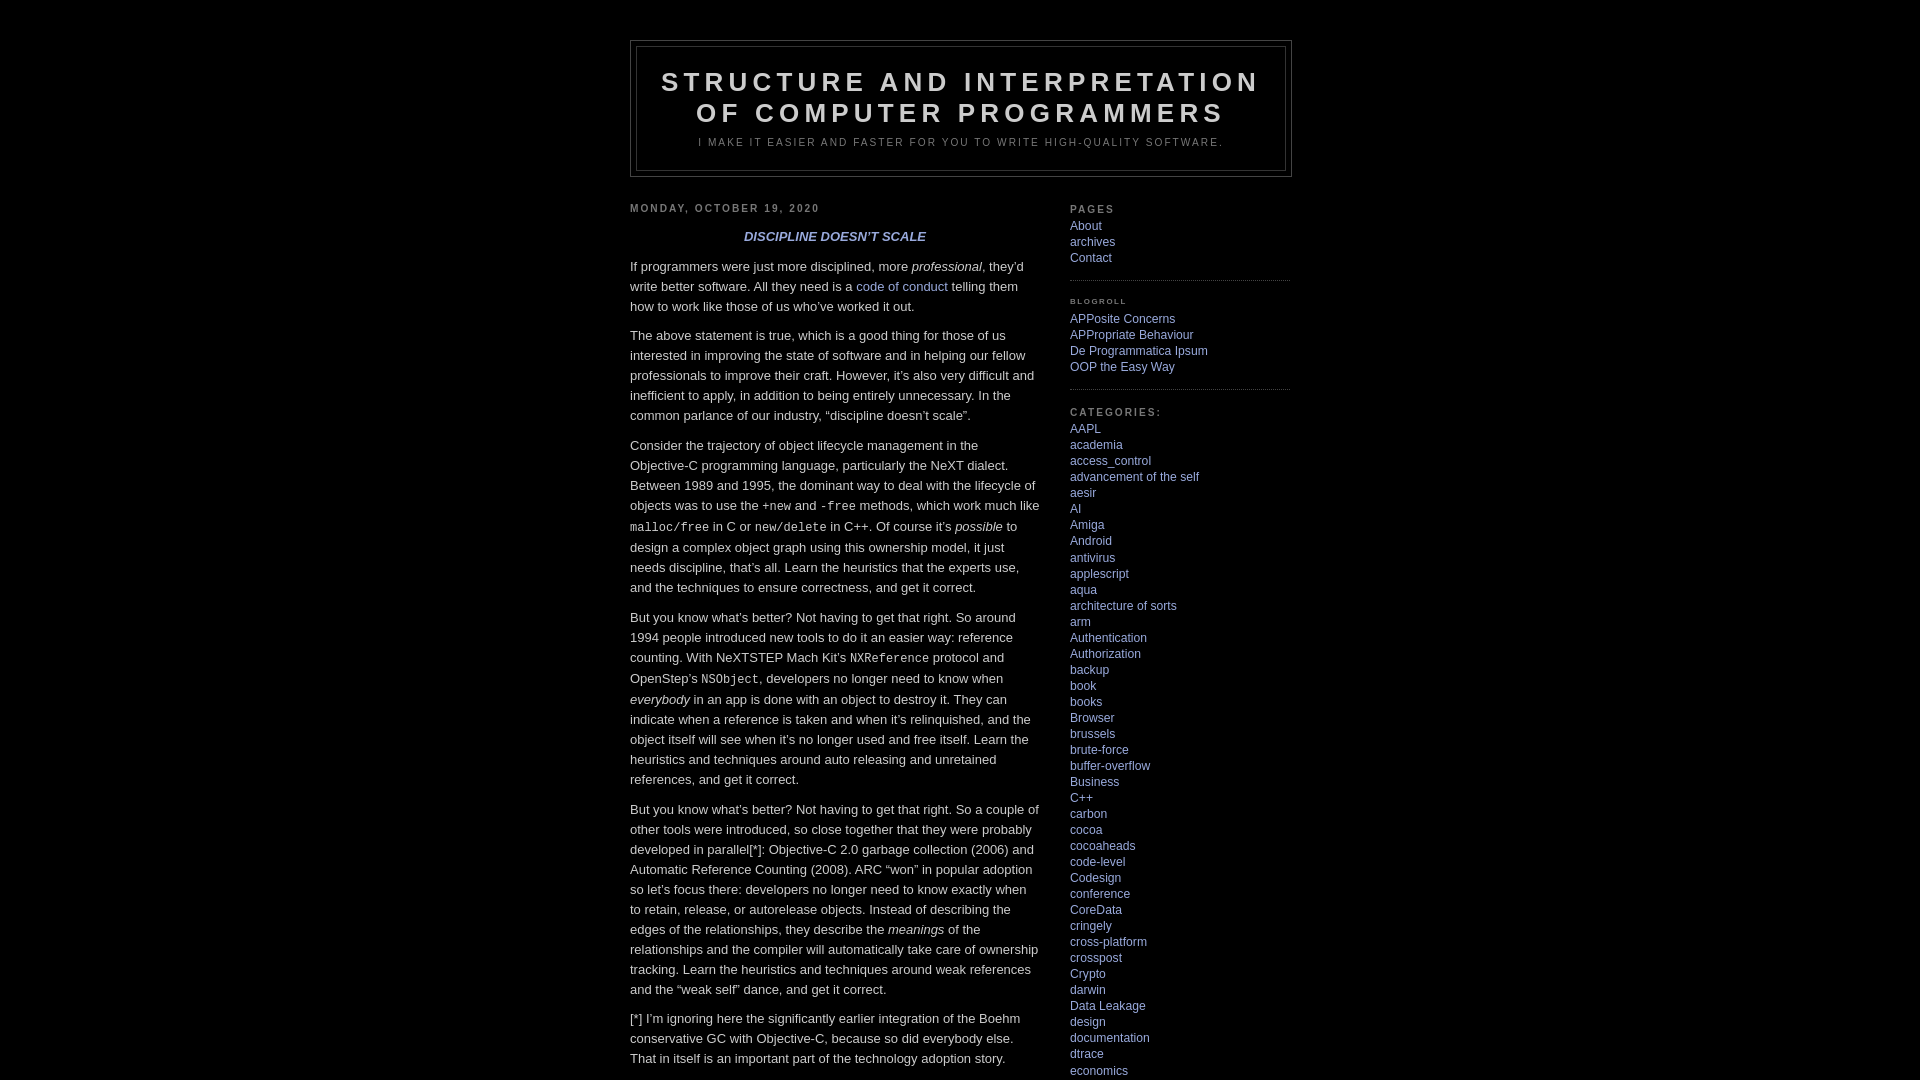 STRUCTURE AND INTERPRETATION
OF COMPUTER PROGRAMMERS
I MAKE IT EASIER AND FASTER FOR YOU TO WRITE HIGH-QUALITY SOFTWARE.
MONDAY, OCTOBER 19, 2020
DISCIPLINE DOESN’T SCALE
If programmers were just more disciplined, more professional, they’d
write better software. All they need is a code of conduct telling them
how to work like those of us who’ve worked it out.
The above statement is true, which is a good thing for those of us
interested in improving the state of software and in helping our fellow
professionals to improve their craft. However, it’s also very difficult and
inefficient to apply, in addition to being entirely unnecessary. In the
common parlance of our industry, “discipline doesn’t scale”.
Consider the trajectory of object lifecycle management in the
Objective-C programming language, particularly the NeXT dialect.
Between 1989 and 1995, the dominant way to deal with the lifecycle of
objects was to use the +new and -free methods, which work much like
malloc/free in C or new/delete in C++. Of course it’s possible to
design a complex object graph using this ownership model, it just
needs discipline, that’s all. Learn the heuristics that the experts use,
and the techniques to ensure correctness, and get it correct.
But you know what’s better? Not having to get that right. So around
1994 people introduced new tools to do it an easier way: reference
counting. With NeXTSTEP Mach Kit’s NXReference protocol and
OpenStep’s NSObject, developers no longer need to know when
everybody in an app is done with an object to destroy it. They can
indicate when a reference is taken and when it’s relinquished, and the
object itself will see when it’s no longer used and free itself. Learn the
heuristics and techniques around auto releasing and unretained
references, and get it correct.
But you know what’s better? Not having to get that right. So a couple of
other tools were introduced, so close together that they were probably
developed in parallel[*]: Objective-C 2.0 garbage collection (2006) and
Automatic Reference Counting (2008). ARC “won” in popular adoption
so let’s focus there: developers no longer need to know exactly when
to retain, release, or autorelease objects. Instead of describing the
edges of the relationships, they describe the meanings of the
relationships and the compiler will automatically take care of ownership
tracking. Learn the heuristics and techniques around weak references
and the “weak self” dance, and get it correct.
[*] I’m ignoring here the significantly earlier integration of the Boehm
conservative GC with Objective-C, because so did everybody else.
That in itself is an important part of the technology adoption story.
PAGES
About
archives
Contact
BLOGROLL
APPosite Concerns
APPropriate Behaviour
De Programmatica Ipsum
OOP the Easy Way
CATEGORIES:
AAPL
academia
access_control
advancement of the self
aesir
AI
Amiga
Android
antivirus
applescript
aqua
architecture of sorts
arm
Authentication
Authorization
backup
book
books
Browser
brussels
brute-force
buffer-overflow
Business
C++
carbon
cocoa
cocoaheads
code-level
Codesign
conference
CoreData
cringely
cross-platform
crosspost
Crypto
darwin
Data Leakage
design
documentation
dtrace
economics